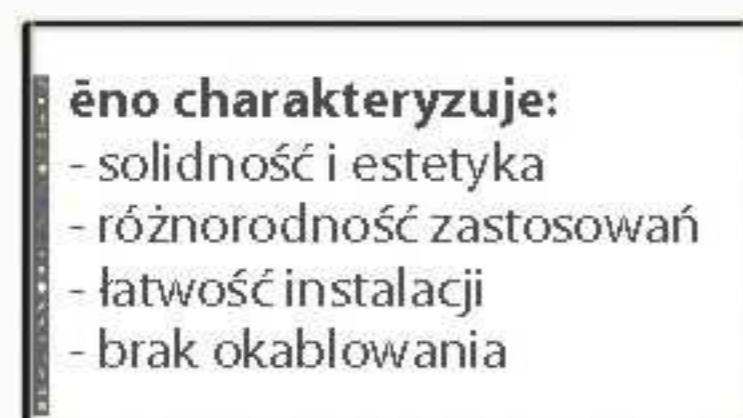 ēno charakteryzuje:
- solidność i estetyka
- różnorodność zastosowań
- łatwość instalacji
- brak okablowania